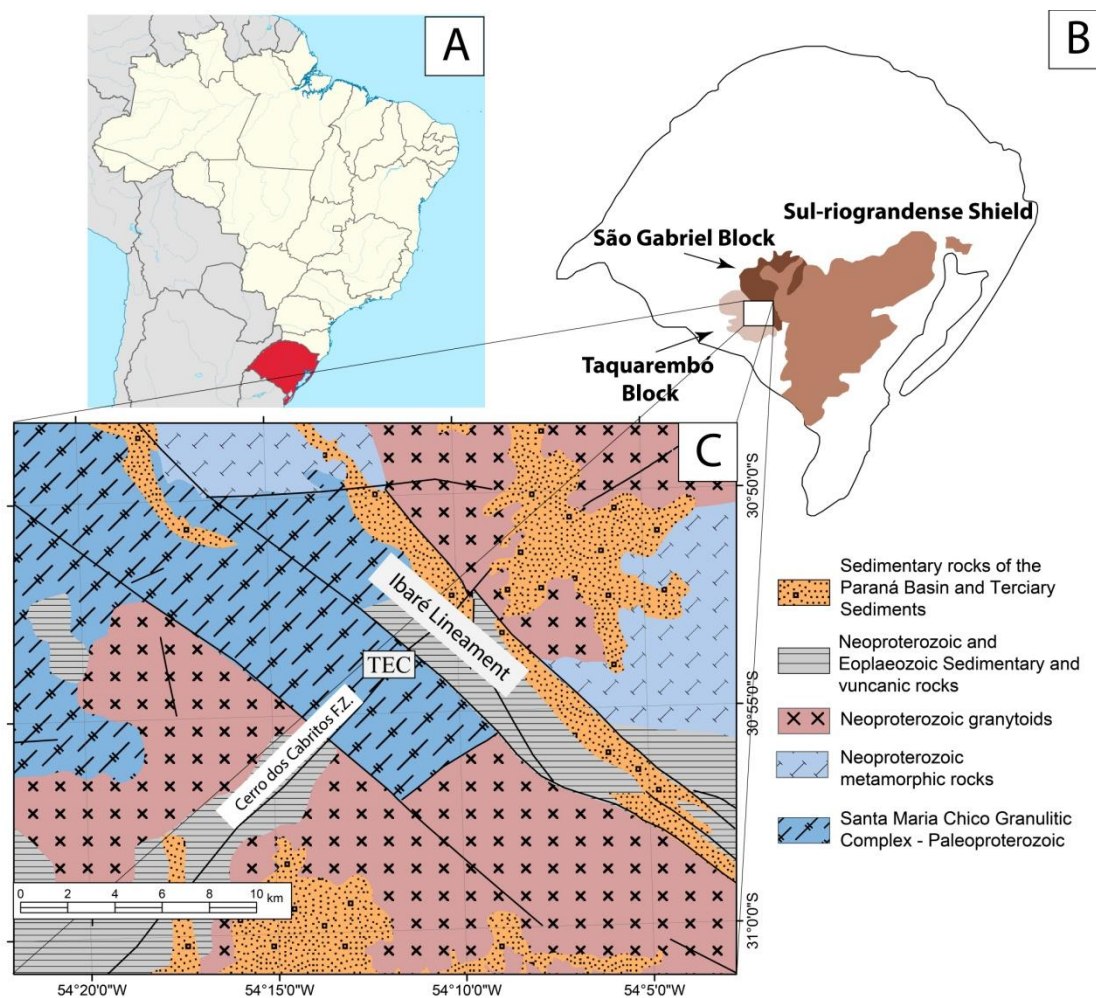 A
B
Sul-riograndense Shield
São Gabriel Block
Taquarembó
Block
C
Ibaré Lineament
TEC
Cerro dos Cabritos F.Z.
30°50'0"S
30°55'0"S
31°0'0"S
0 2 4 6 8 10
km
54°20'0"W 54°15'0"W 54°10'0"W 54°5'0"W
Sedimentary rocks of the
Paraná Basin and Terciary
Sediments
Neoproterozoic and
Eoplaeozoic Sedimentary and
vuncanic rocks
Neoproterozoic granytoids
Neoproterozoic
metamorphic rocks
Santa Maria Chico Granulitic
Complex - Paleoproterozoic